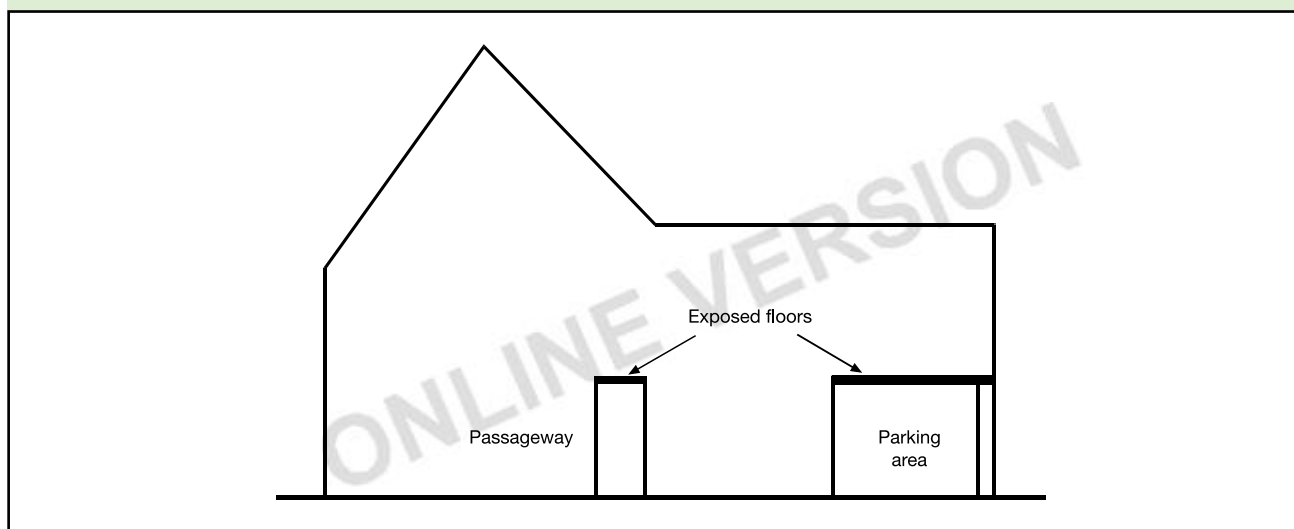 ONLINE VERSION
Exposed floors
Passageway
Parking
area